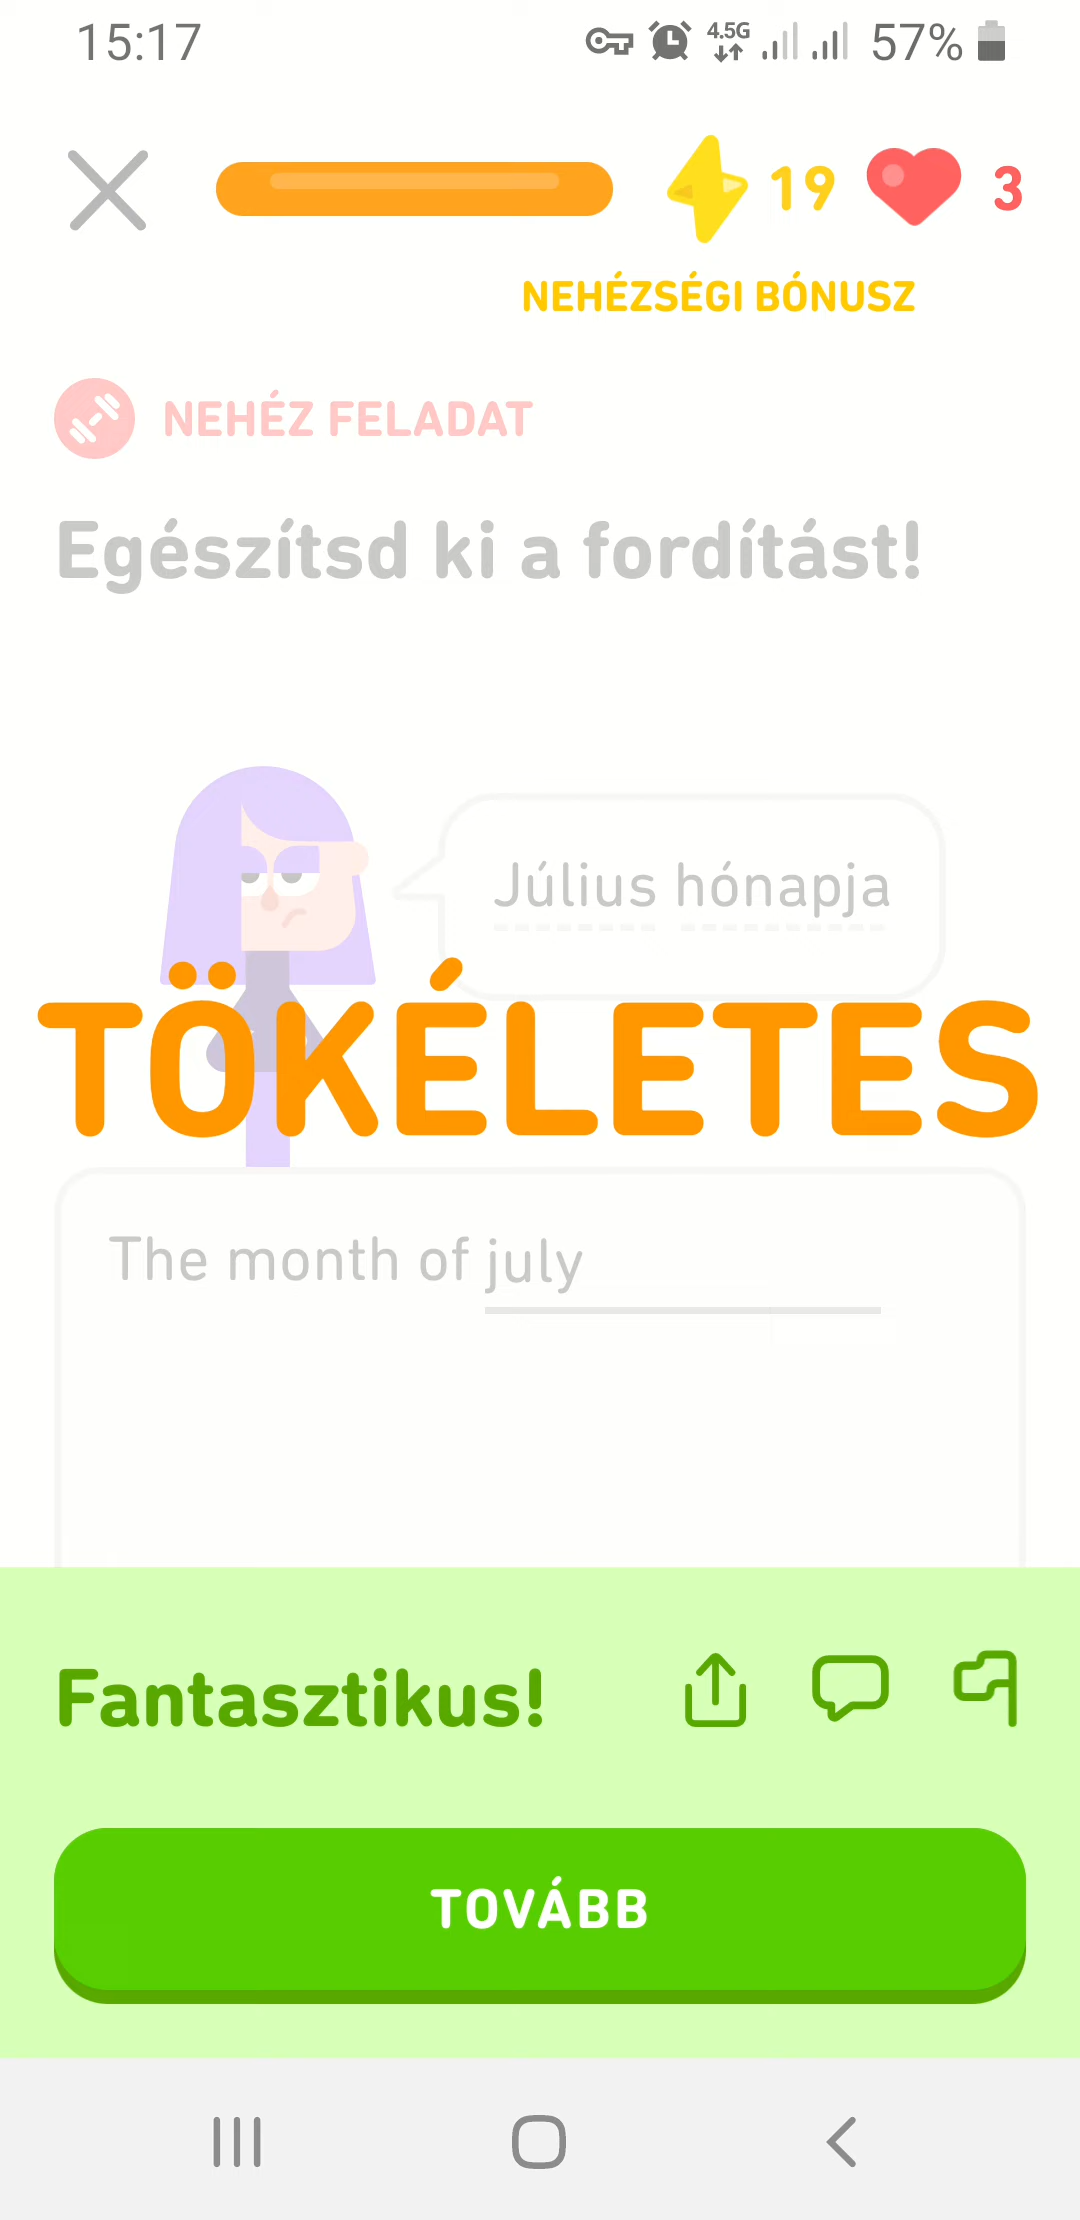 15:17
4.5G
57%
19
3
NEHÉZSÉGI BÓNUSZ
NEHÉZ FELADAT
Egészítsd ki a fordítást!
Július hónapja
TÖKÉLETES
The month of july
Fantasztikus!
TOVÁBB